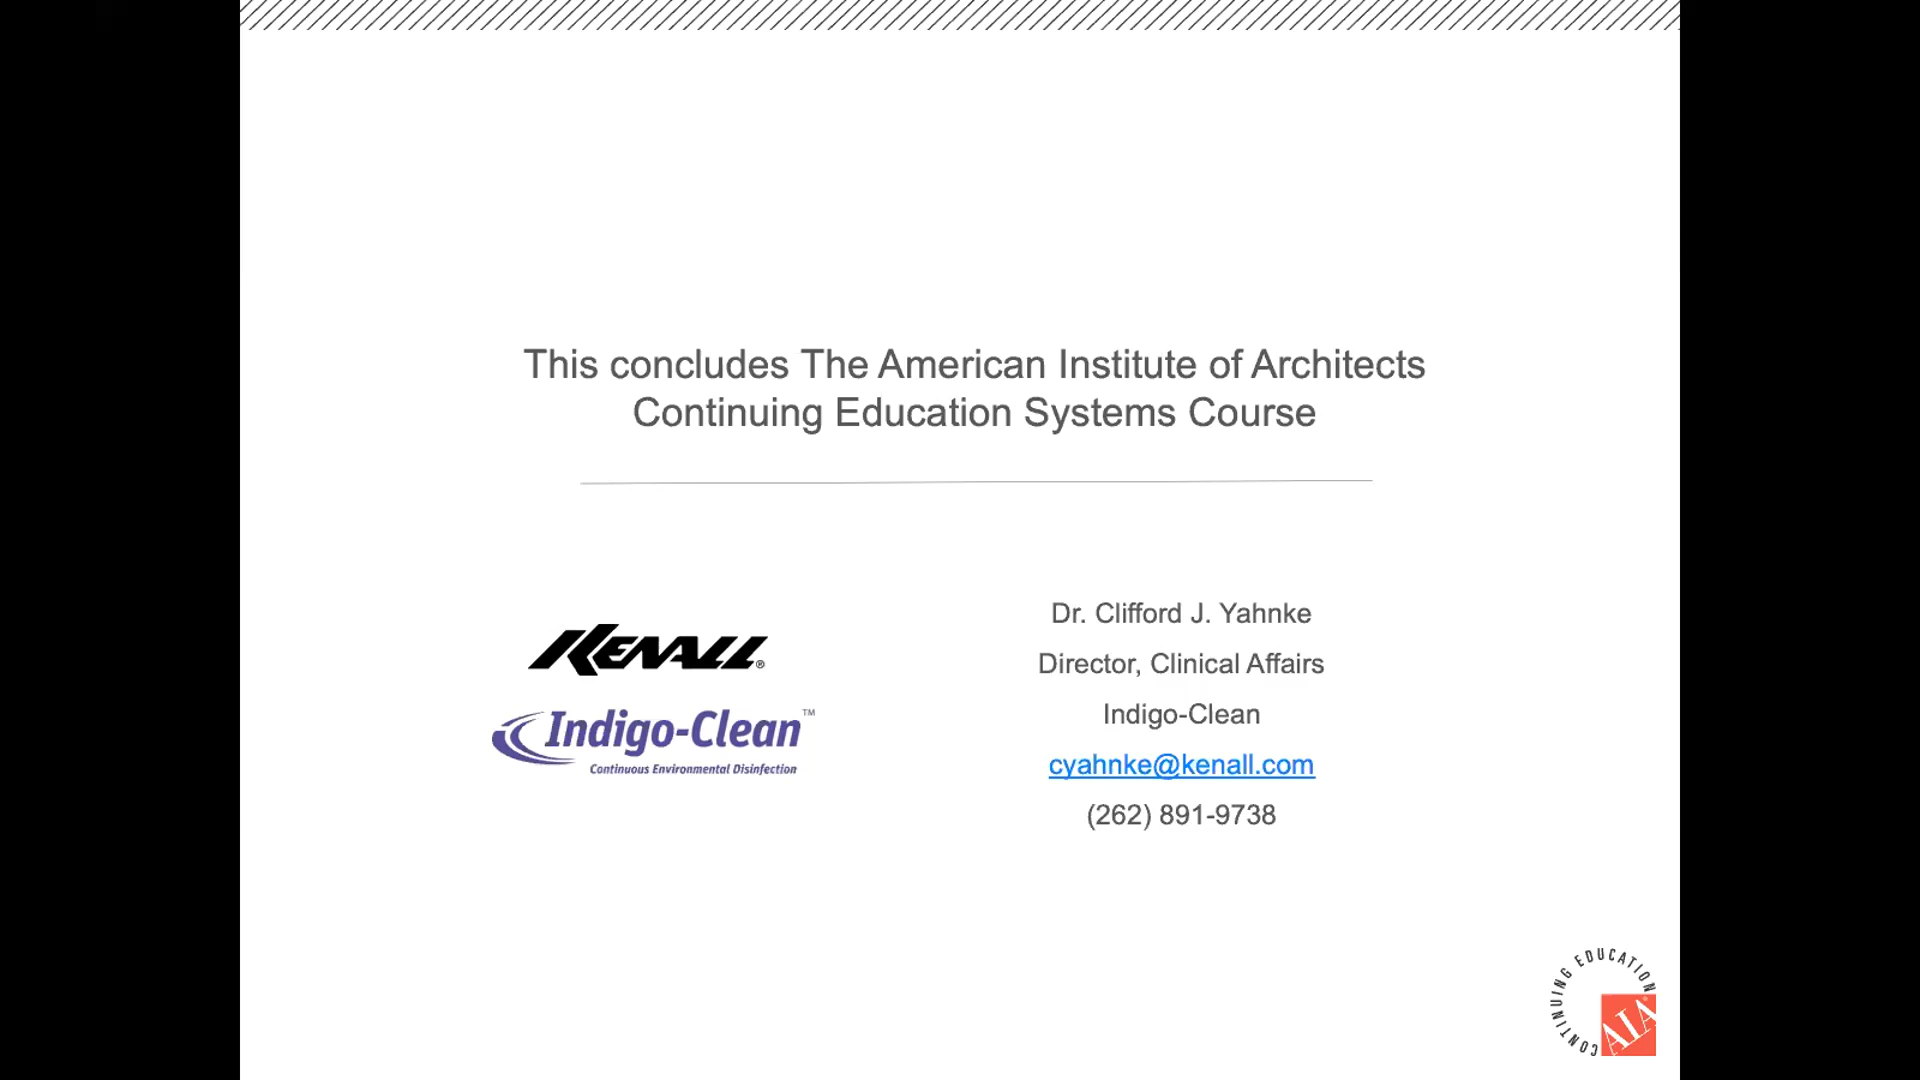 This concludes The American Institute of Architects
Continuing Education Systems Course
KENALL®
Indigo-Clean™
Continuous Environmental Disinfection
Dr. Clifford J. Yahnke
Director, Clinical Affairs
Indigo-Clean
cyahnke@kenall.com
(262) 891-9738
CONTINUING EDUCATION
AIA